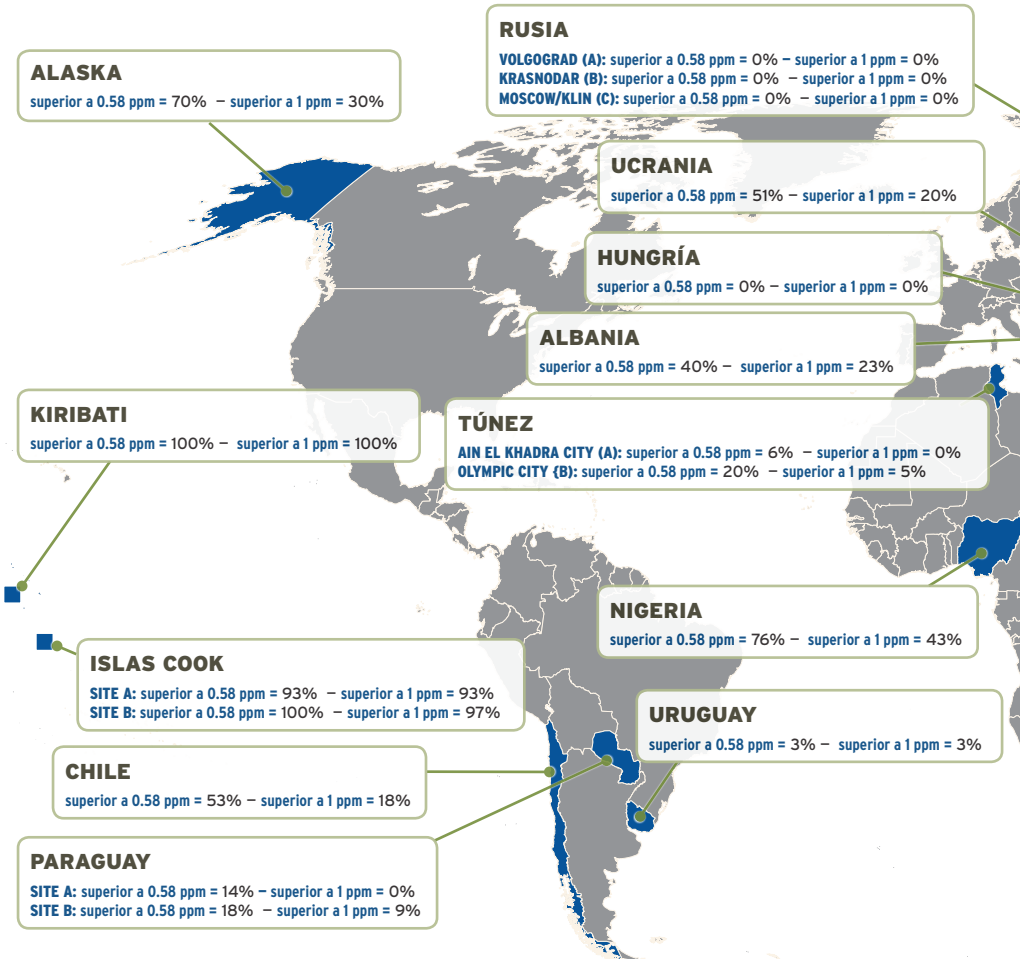 RUSIA
VOLGOGRAD (A): superior a 0.58 ppm = 0% – superior a 1 ppm = 0%
KRASNODAR (B): superior a 0.58 ppm = 0% – superior a 1 ppm = 0%
MOSCOW/KLIN (C): superior a 0.58 ppm = 0% – superior a 1 ppm = 0%
ALASKA
superior a 0.58 ppm = 70% – superior a 1 ppm = 30%
UCRANIA
superior a 0.58 ppm = 51% – superior a 1 ppm = 20%
HUNGRÍA
superior a 0.58 ppm = 0% – superior a 1 ppm = 0%
ALBANIA
superior a 0.58 ppm = 40% – superior a 1 ppm = 23%
KIRIBATI
superior a 0.58 ppm = 100% – superior a 1 ppm = 100%
TÚNEZ
AIN EL KHADRA CITY (A): superior a 0.58 ppm = 6% – superior a 1 ppm = 0%
OLYMPIC CITY {B): superior a 0.58 ppm = 20% – superior a 1 ppm = 5%
NIGERIA
superior a 0.58 ppm = 76% – superior a 1 ppm = 43%
ISLAS COOK
SITE A: superior a 0.58 ppm = 93% – superior a 1 ppm = 93%
SITE B: superior a 0.58 ppm = 100% – superior a 1 ppm = 97%
URUGUAY
superior a 0.58 ppm = 3% – superior a 1 ppm = 3%
CHILE
superior a 0.58 ppm = 53% – superior a 1 ppm = 18%
PARAGUAY
SITE A: superior a 0.58 ppm = 14% – superior a 1 ppm = 0%
SITE B: superior a 0.58 ppm = 18% – superior a 1 ppm = 9%